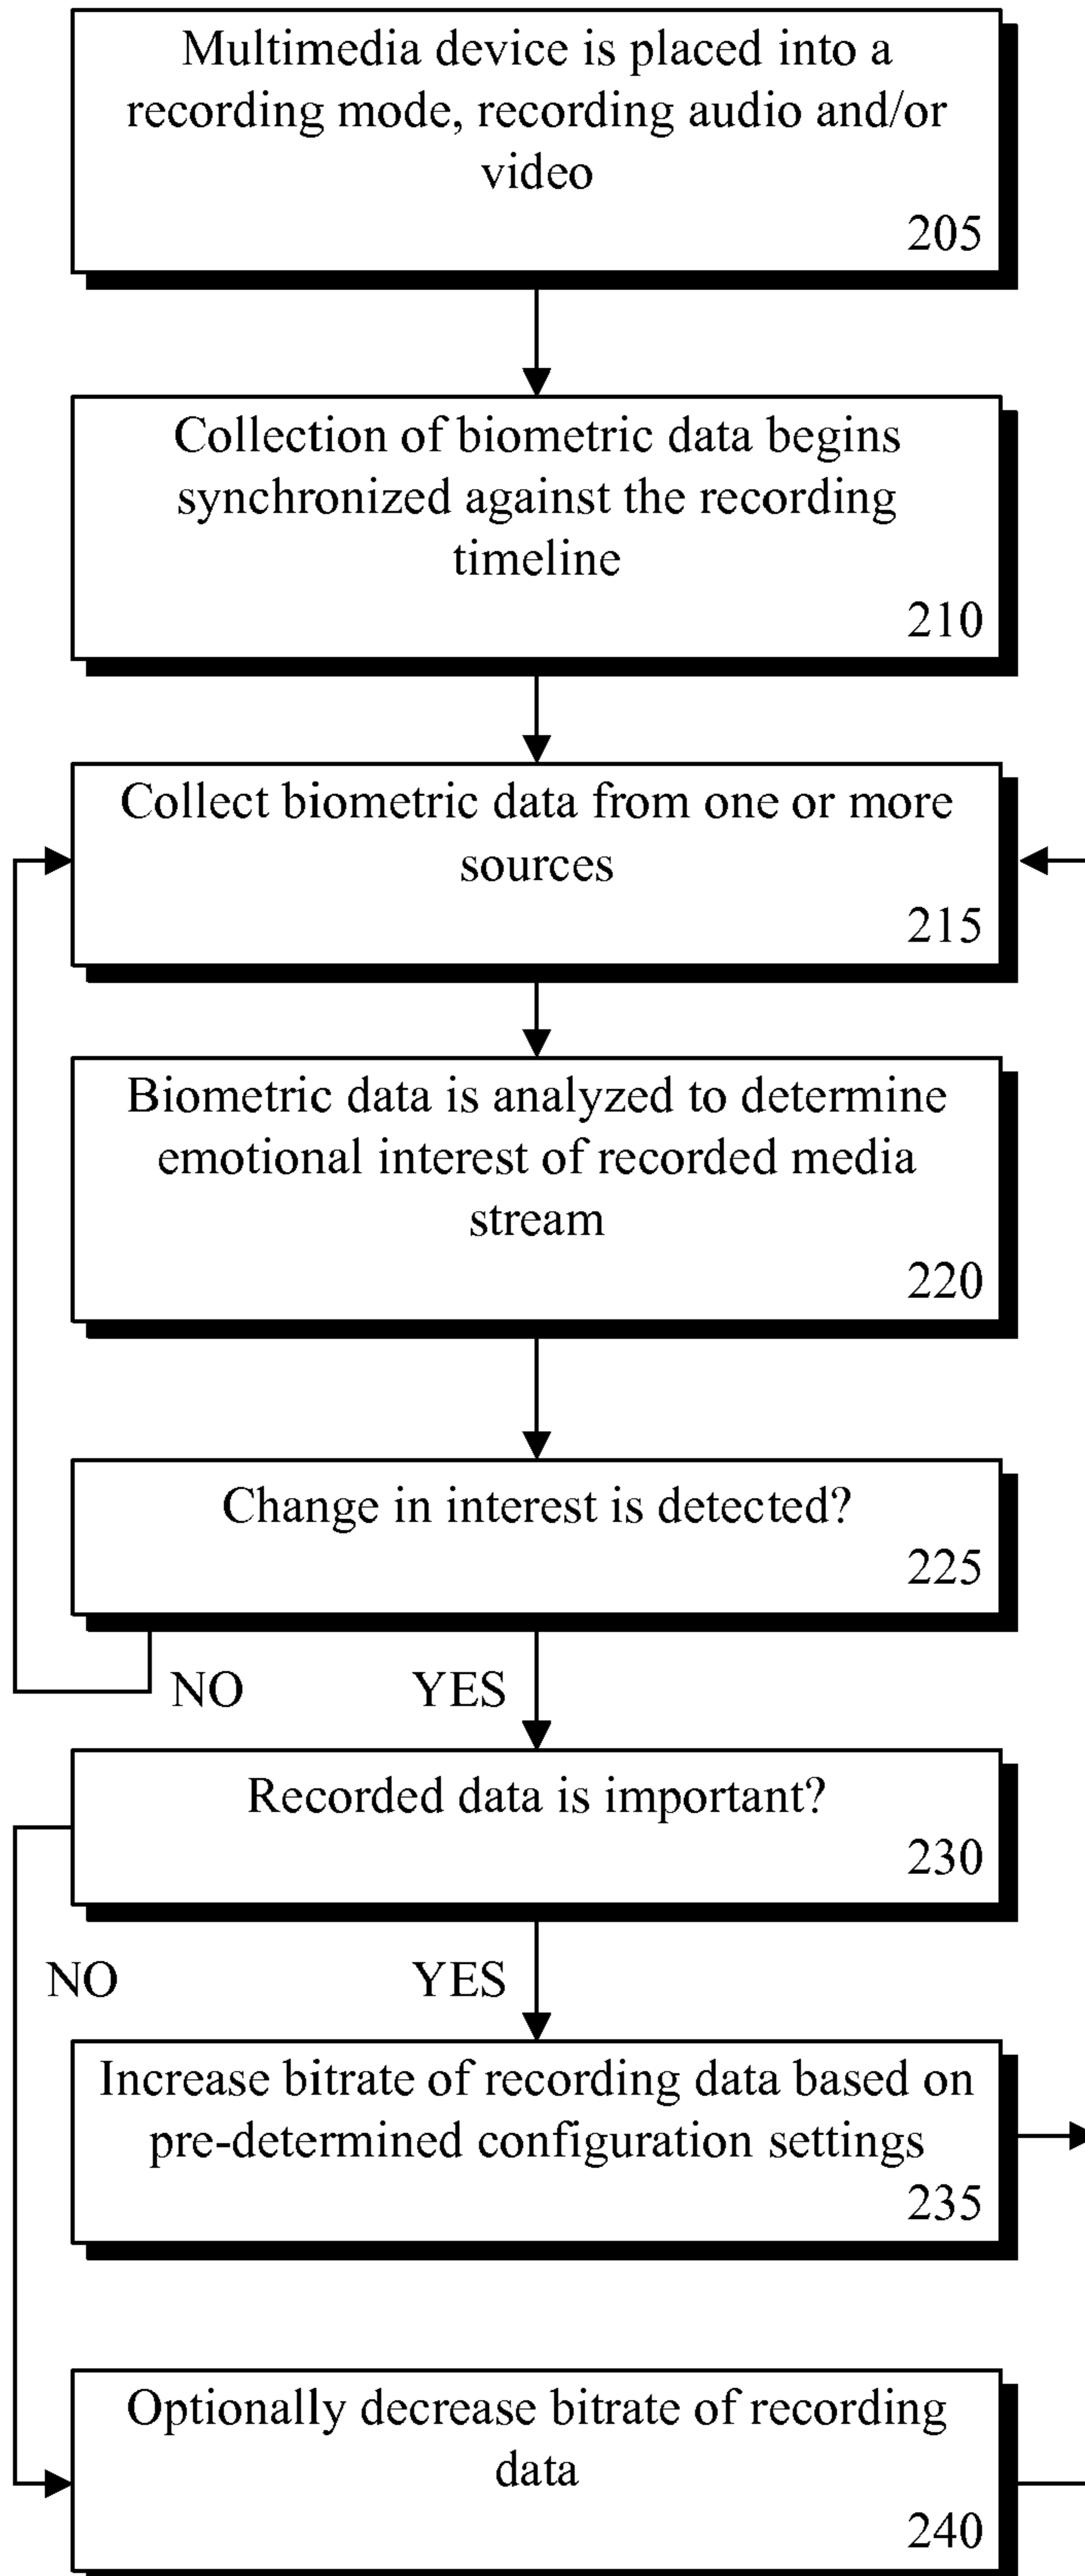 Multimedia device is placed into a
recording mode, recording audio and/or
video
205
Collection of biometric data begins
synchronized against the recording
timeline
210
Collect biometric data from one or more
sources
215
Biometric data is analyzed to determine
emotional interest of recorded media
stream
220
Change in interest is detected?
225
NO YES
Recorded data is important?
230
NO YES
Increase bitrate of recording data based on
pre-determined configuration settings
235
Optionally decrease bitrate of recording
data
240